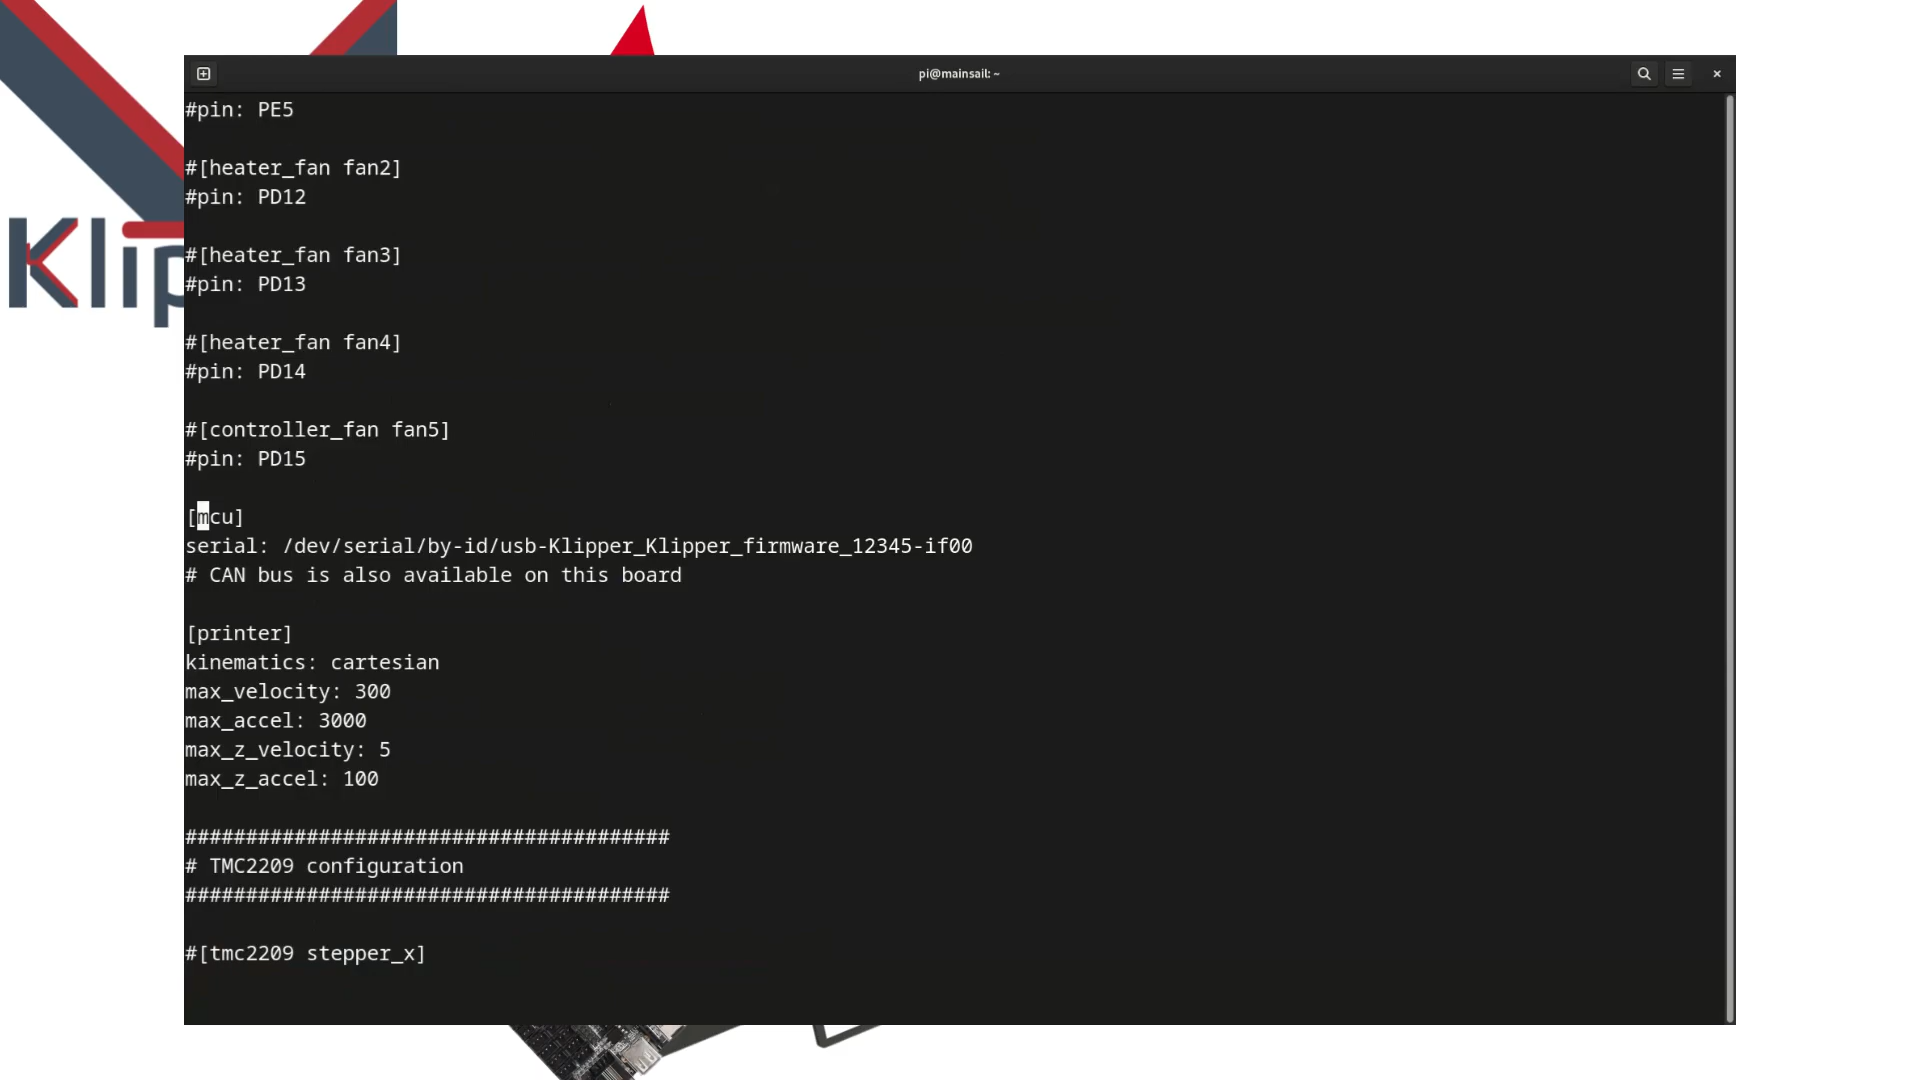 pi@mainsail: ~
#pin: PE5
#[heater_fan fan2]
#pin: PD12
#[heater_fan fan3]
#pin: PD13
Klip
#[heater_fan fan4]
#pin: PD14
#[controller_fan fan5]
#pin: PD15
[mcu]
serial: /dev/serial/by-id/usb-Klipper_Klipper_firmware_12345-if00
# CAN bus is also available on this board
[printer]
kinematics: cartesian
max_velocity: 300
max_accel: 3000
max_z_velocity: 5
max_z_accel: 100
########################################
# TMC2209 configuration
########################################
#[tmc2209 stepper_x]